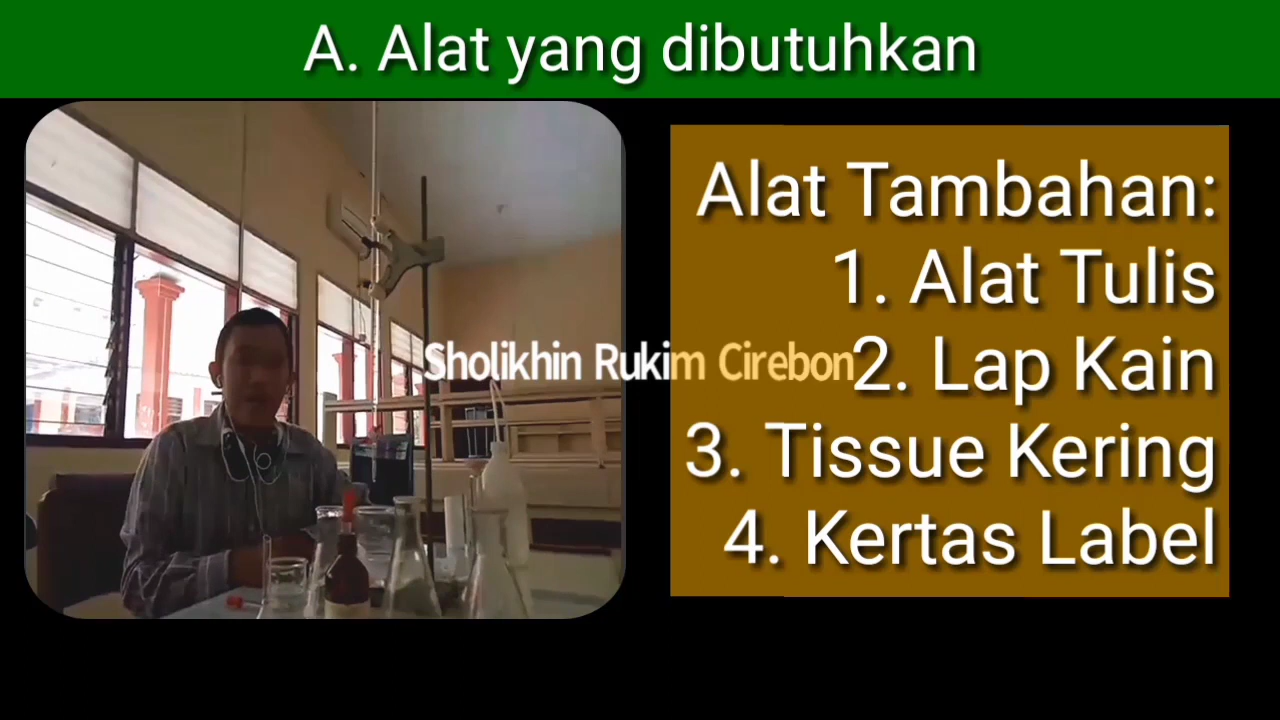 A. Alat yang dibutuhkan
Alat Tambahan:
1. Alat Tulis
Sholikhin Rukim Cirebon
2. Lap Kain
3. Tissue Kering
4. Kertas Label